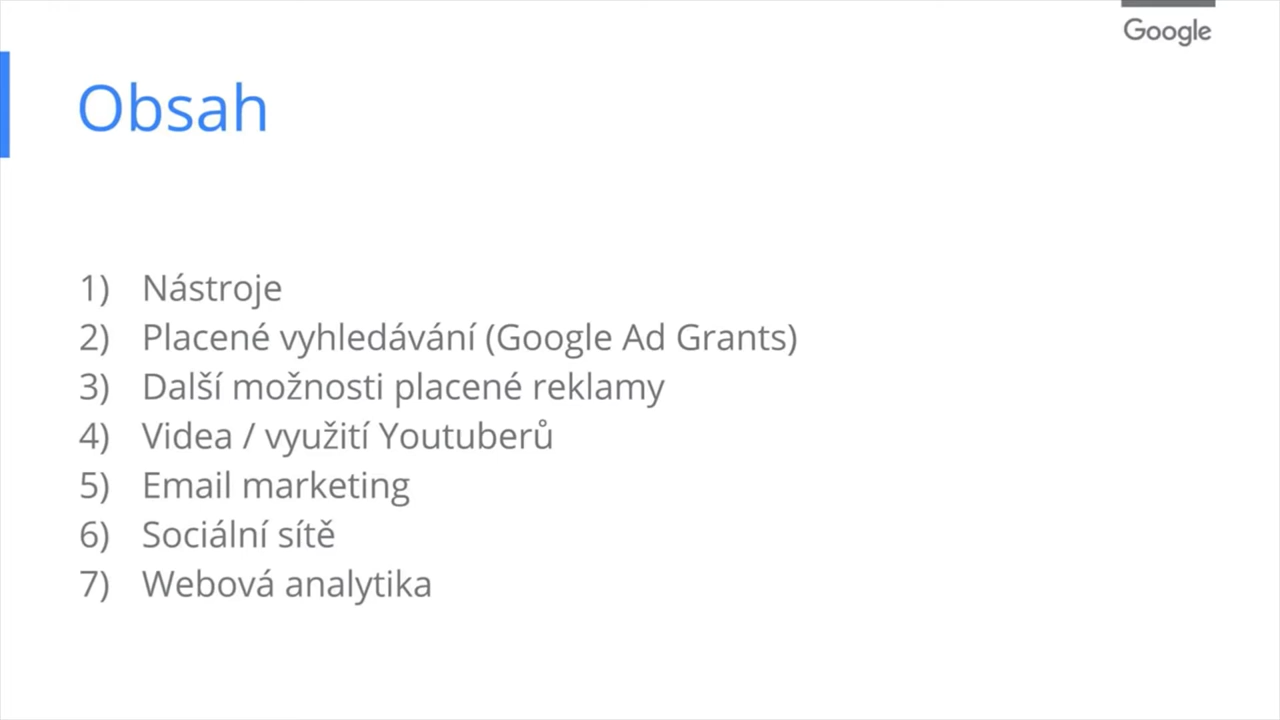 Google
Obsah
1) Nástroje
2) Placené vyhledávání (Google Ad Grants)
3) Další možnosti placené reklamy
4) Videa / využití Youtuberů
5) Email marketing
6) Sociální sítě
7) Webová analytika